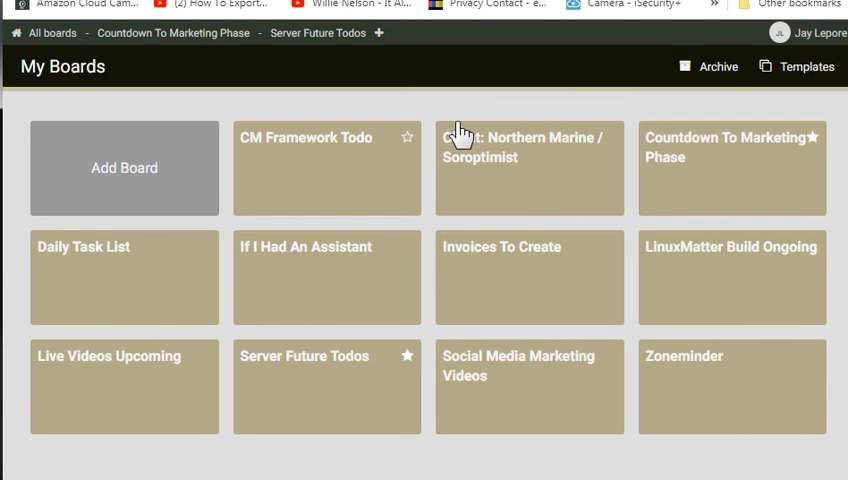 Amazon Cloud Cam...
(2) How To Export...
Willie Nelson - It Al...
Privacy Contact - e...
Camera - iSecurity+
»
Other bookmarks
All boards - Countdown To Marketing Phase - Server Future Todos +
JL Jay Lepore
My Boards
Archive
Templates
Add Board
CM Framework Todo
: Northern Marine /
Soroptimist
Countdown To Marketing
Phase
Daily Task List
If I Had An Assistant
Invoices To Create
LinuxMatter Build Ongoing
Live Videos Upcoming
Server Future Todos
Social Media Marketing
Videos
Zoneminder